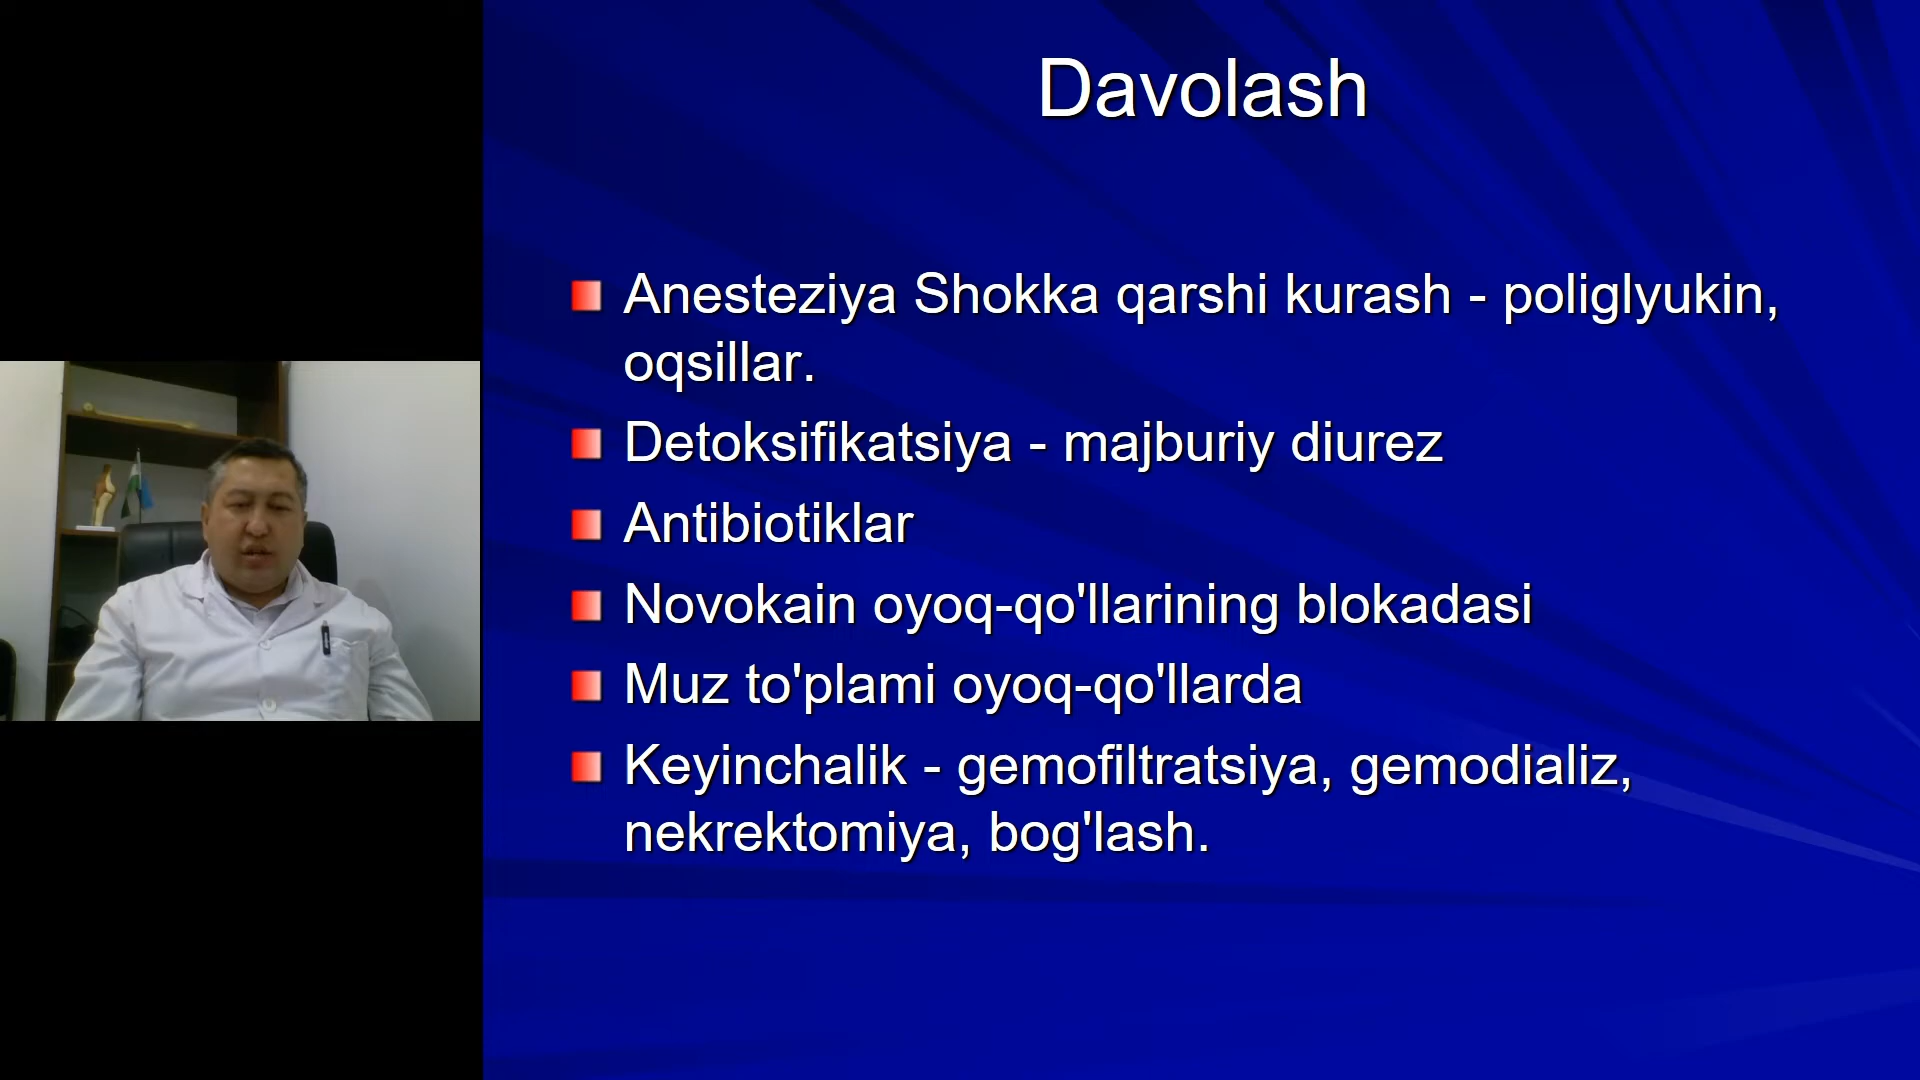 Davolash
Anesteziya Shokka qarshi kurash - poliglyukin,
oqsillar.
Detoksifikatsiya - majburiy diurez
Antibiotiklar
Novokain oyoq-qo'llarining blokadasi
Muz to'plami oyoq-qo'llarda
Keyinchalik - gemofiltratsiya, gemodializ,
nekrektomiya, bog'lash.